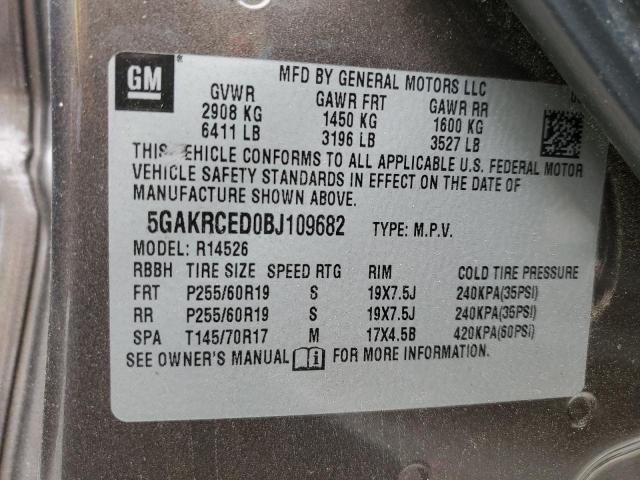 GM
MFD BY GENERAL MOTORS LLC
GVWR GAWR FRT GAWR RR
2908 KG 1450 KG 1600 KG
6411 LB 3196 LB 3527 LB
THIS VEHICLE CONFORMS TO ALL APPLICABLE U.S. FEDERAL MOTOR
VEHICLE SAFETY STANDARDS IN EFFECT ON THE DATE OF
MANUFACTURE SHOWN ABOVE.
5GAKRCED0BJ109682 TYPE: M.P.V.
MODEL: R14526
RBBH TIRE SIZE SPEED RTG RIM COLD TIRE PRESSURE
FRT P255/60R19 S 19X7.5J 240KPA(35PSI)
RR P255/60R19 S 19X7.5J 240KPA(35PSI)
SPA T145/70R17 M 17X4.5B 420KPA(60PSI)
SEE OWNER'S MANUAL FOR MORE INFORMATION.